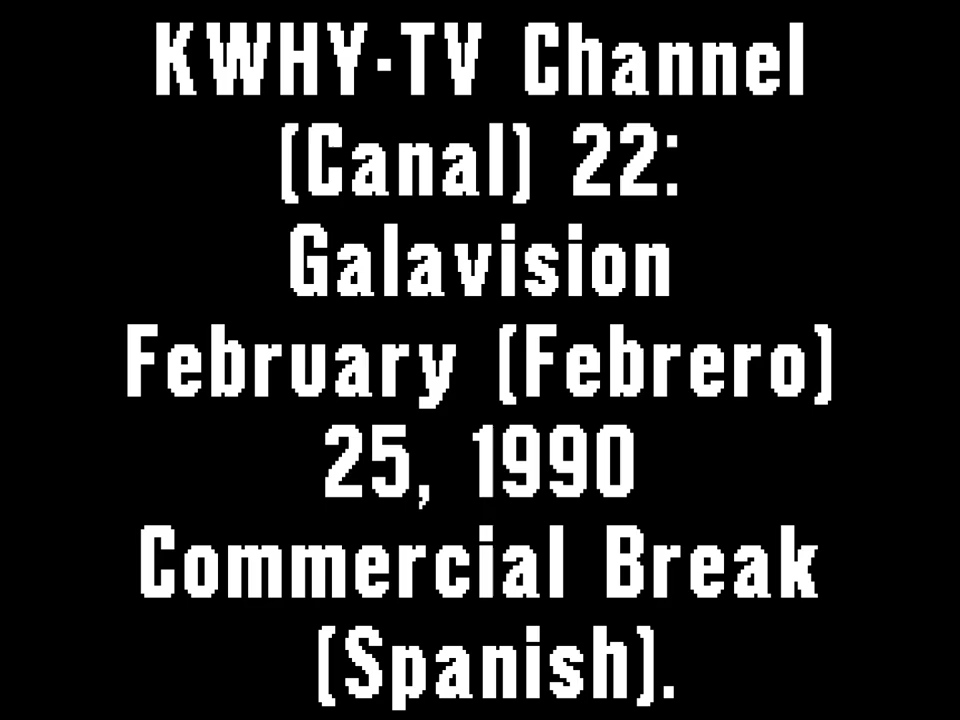 KWHY-TV Channel
(Canal) 22:
Galavision
February (Febrero)
25, 1990
Commercial Break
(Spanish).